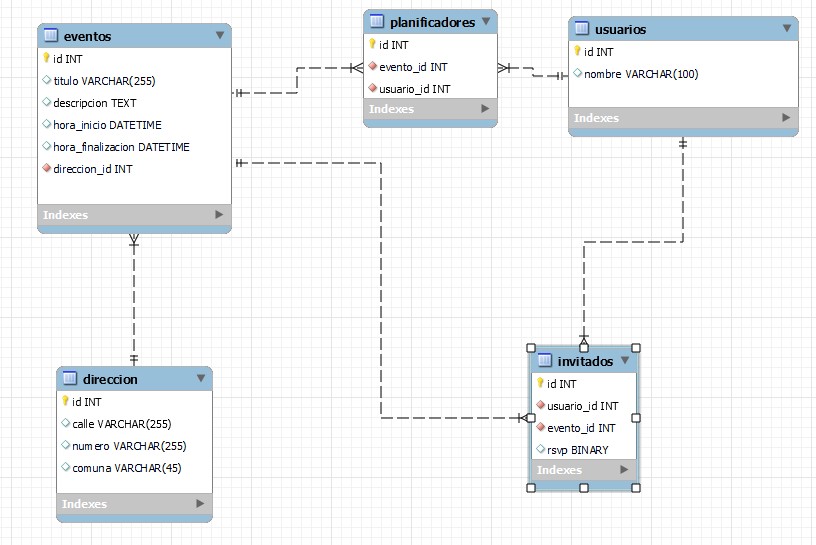 eventos
id INT
titulo VARCHAR(255)
descripcion TEXT
hora_inicio DATETIME
hora_finalizacion DATETIME
direccion_id INT
Indexes
planificadores
id INT
evento_id INT
usuario_id INT
Indexes
usuarios
id INT
nombre VARCHAR(100)
Indexes
direccion
id INT
calle VARCHAR(255)
numero VARCHAR(255)
comuna VARCHAR(45)
Indexes
invitados
id INT
usuario_id INT
evento_id INT
rsvp BINARY
Indexes